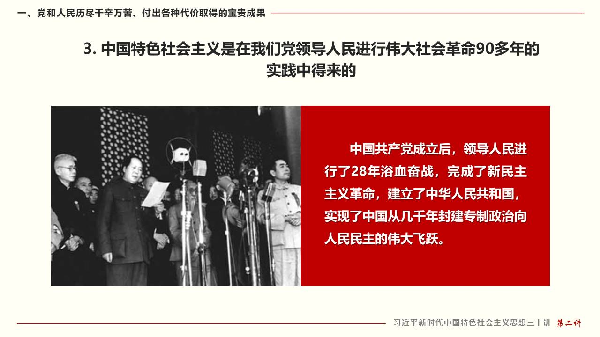 一、党和人民历尽千辛万苦、付出各种代价取得的宝贵成果
3. 中国特色社会主义是在我们党领导人民进行伟大社会革命90多年的
实践中得来的
中国共产党成立后，领导人民进
行了28年浴血奋战，完成了新民主
主义革命，建立了中华人民共和国，
实现了中国从几千年封建专制政治向
人民民主的伟大飞跃。
习近平新时代中国特色社会主义思想三十讲 第二讲